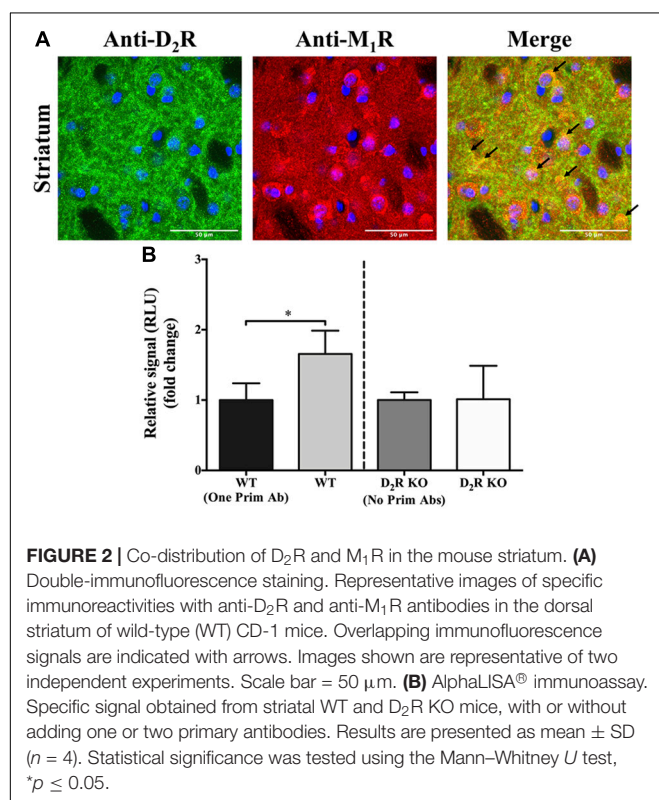 A
Anti-D₂R Anti-M₁R Merge
Striatum
50 μm 50 μm 50 μm
B
Relative signal (RLU)
(fold change)
3
2
1
0
*
WT
(One Prim Ab)
WT
D₂R KO
(No Prim Abs)
D₂R KO
FIGURE 2 | Co-distribution of D₂R and M₁R in the mouse striatum. (A)
Double-immunofluorescence staining. Representative images of specific
immunoreactivities with anti-D₂R and anti-M₁R antibodies in the dorsal
striatum of wild-type (WT) CD-1 mice. Overlapping immunofluorescence
signals are indicated with arrows. Images shown are representative of two
independent experiments. Scale bar = 50 μm. (B) AlphaLISA® immunoassay.
Specific signal obtained from striatal WT and D₂R KO mice, with or without
adding one or two primary antibodies. Results are presented as mean ± SD
(n = 4). Statistical significance was tested using the Mann–Whitney U test,
*p ≤ 0.05.